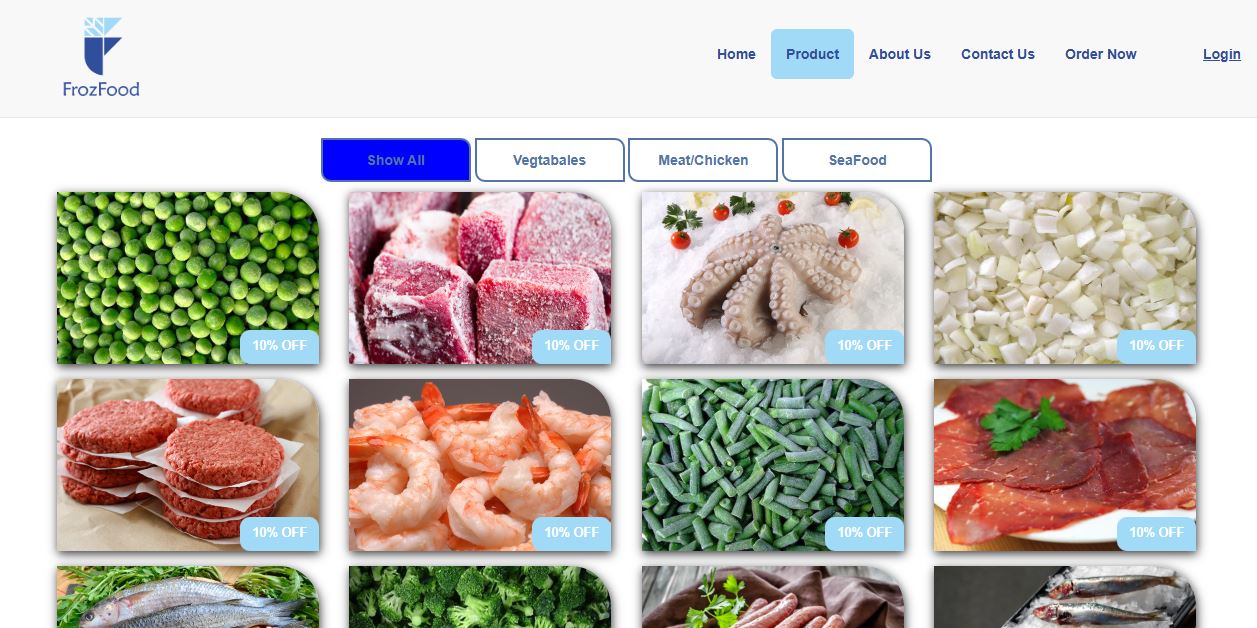 FrozFood
Home Product About Us Contact Us Order Now Login
Show All Vegtabales Meat/Chicken SeaFood
10% OFF 10% OFF 10% OFF 10% OFF
10% OFF 10% OFF 10% OFF 10% OFF